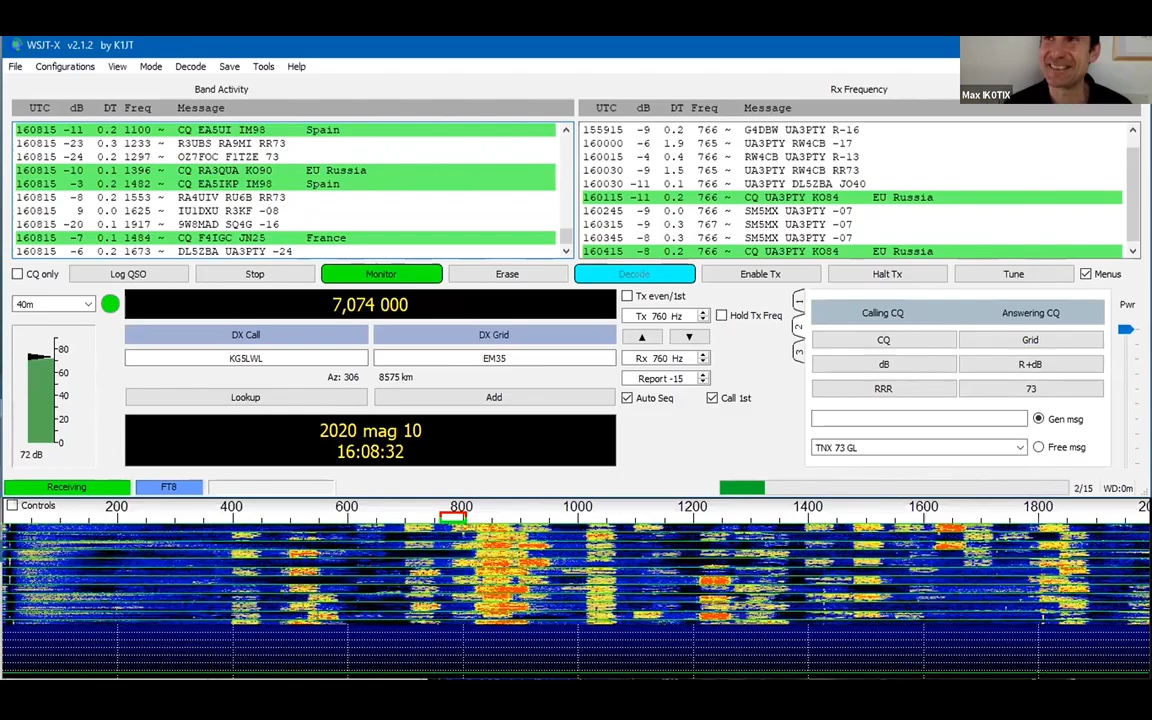 WSJT-X v2.1.2 by K1JT
File Configurations View Mode Decode Save Tools Help
Max IK0TIX
Band Activity
UTC dB DT Freq Message
160815 -11 0.2 1100 ~ CQ EA5UI IM98 Spain
160815 -23 0.3 1233 ~ R3UBS RA9MI RR73
160815 -24 0.2 1297 ~ OZ7FOC F1TZE 73
160815 -10 0.1 1396 ~ CQ RA3QUA KO90 EU Russia
160815 -3 0.2 1482 ~ CQ EA5IKP IM98 Spain
160815 -8 0.2 1553 ~ RA4UIV RU6B RR73
160815 9 0.0 1625 ~ IU1DXU R3KF -08
160815 -20 0.1 1917 ~ 9W8MAD SQ4G -16
160815 -7 0.1 1484 ~ CQ F4IGC JN25 France
160815 -6 0.2 1673 ~ DL5ZBA UA3PTY -24
Rx Frequency
UTC dB DT Freq Message
155915 -9 0.2 766 ~ G4DBW UA3PTY R-16
160000 -6 1.9 765 ~ UA3PTY RW4CB -17
160015 -4 0.4 766 ~ RW4CB UA3PTY R-13
160030 -9 1.5 765 ~ UA3PTY RW4CB RR73
160030 -11 0.1 766 ~ UA3PTY DL5ZBA JO40
160115 -11 0.2 766 ~ CQ UA3PTY KO84 EU Russia
160245 -9 0.0 766 ~ SM5MX UA3PTY -07
160315 -9 0.3 767 ~ SM5MX UA3PTY -07
160345 -8 0.3 766 ~ SM5MX UA3PTY -07
160415 -8 0.2 766 ~ CQ UA3PTY KO84 EU Russia
CQ only Log QSO Stop Monitor Erase Decode Enable Tx Halt Tx Tune Menus
40m
7,074 000
Tx even/1st
Tx 760 Hz Hold Tx Freq
Rx 760 Hz
Report -15
Auto Seq Call 1st
DX Call DX Grid
KG5LWL EM35
Az: 306 8575 km
Lookup Add
2020 mag 10
16:08:32
80
60
40
20
0
72 dB
1
2
3
Calling CQ Answering CQ
CQ Grid
dB R+dB
RRR 73
Gen msg
TNX 73 GL Free msg
Pwr
Receiving FT8 2/15 WD:0m
Controls 200 400 600 800 1000 1200 1400 1600 1800